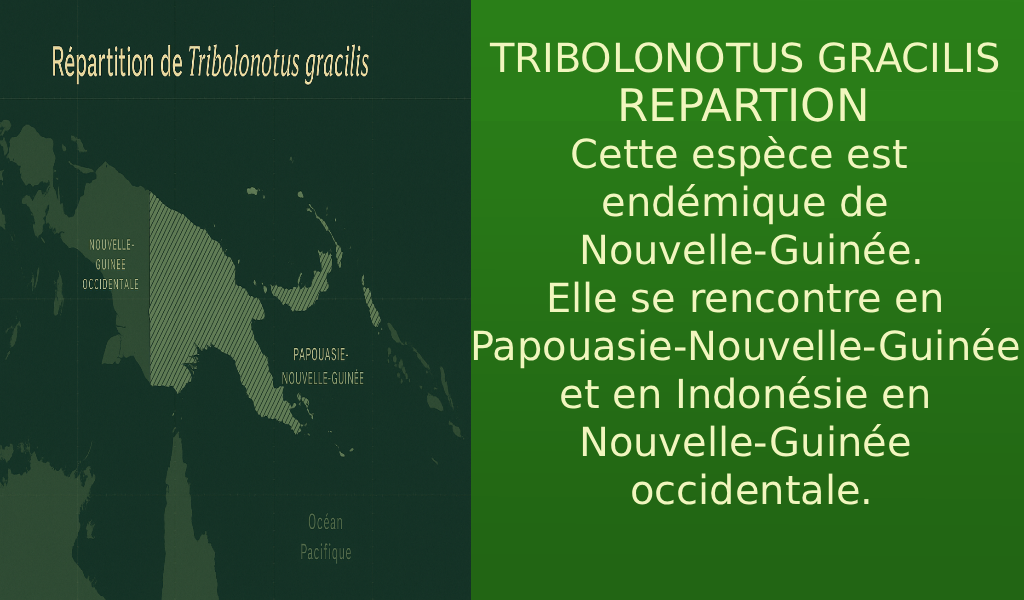 Répartition de Tribolonotus gracilis
NOUVELLE-
GUINEE
OCCIDENTALE
PAPOUASIE-
NOUVELLE-GUINÉE
Océan
Pacifique
TRIBOLONOTUS GRACILIS
REPARTION
Cette espèce est
endémique de
Nouvelle-Guinée.
Elle se rencontre en
Papouasie-Nouvelle-Guinée
et en Indonésie en
Nouvelle-Guinée
occidentale.